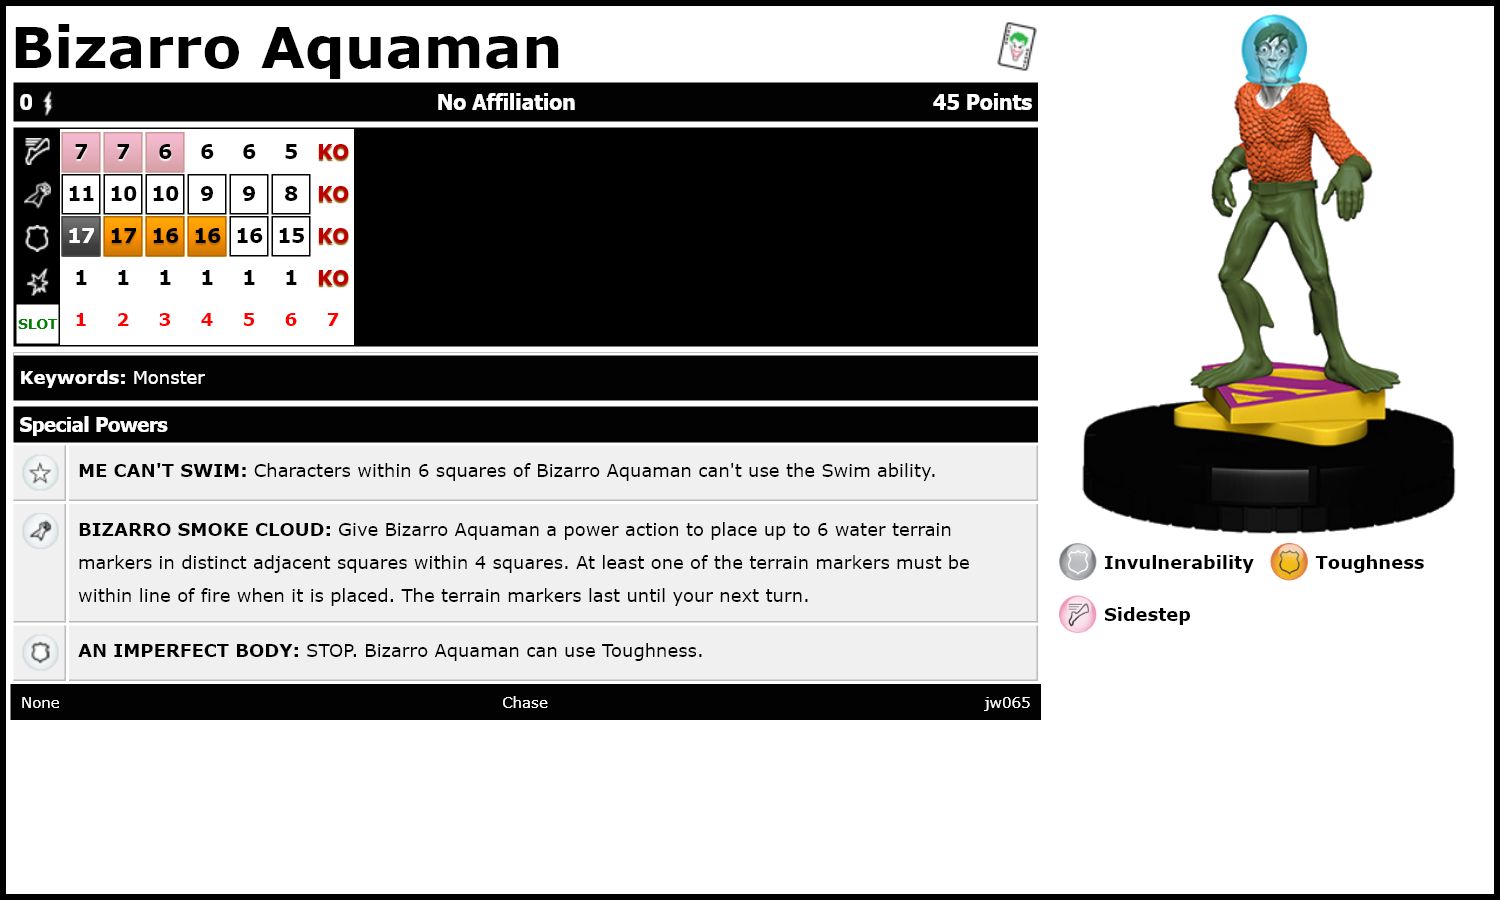 Bizarro Aquaman
0 No Affiliation 45 Points
7 7 6 6 6 5 KO
11 10 10 9 9 8 KO
17 17 16 16 16 15 KO
1 1 1 1 1 1 KO
SLOT 1 2 3 4 5 6 7
Keywords: Monster
Special Powers
ME CAN'T SWIM: Characters within 6 squares of Bizarro Aquaman can't use the Swim ability.
BIZARRO SMOKE CLOUD: Give Bizarro Aquaman a power action to place up to 6 water terrain
markers in distinct adjacent squares within 4 squares. At least one of the terrain markers must be
within line of fire when it is placed. The terrain markers last until your next turn.
AN IMPERFECT BODY: STOP. Bizarro Aquaman can use Toughness.
None Chase jw065
Invulnerability Toughness
Sidestep